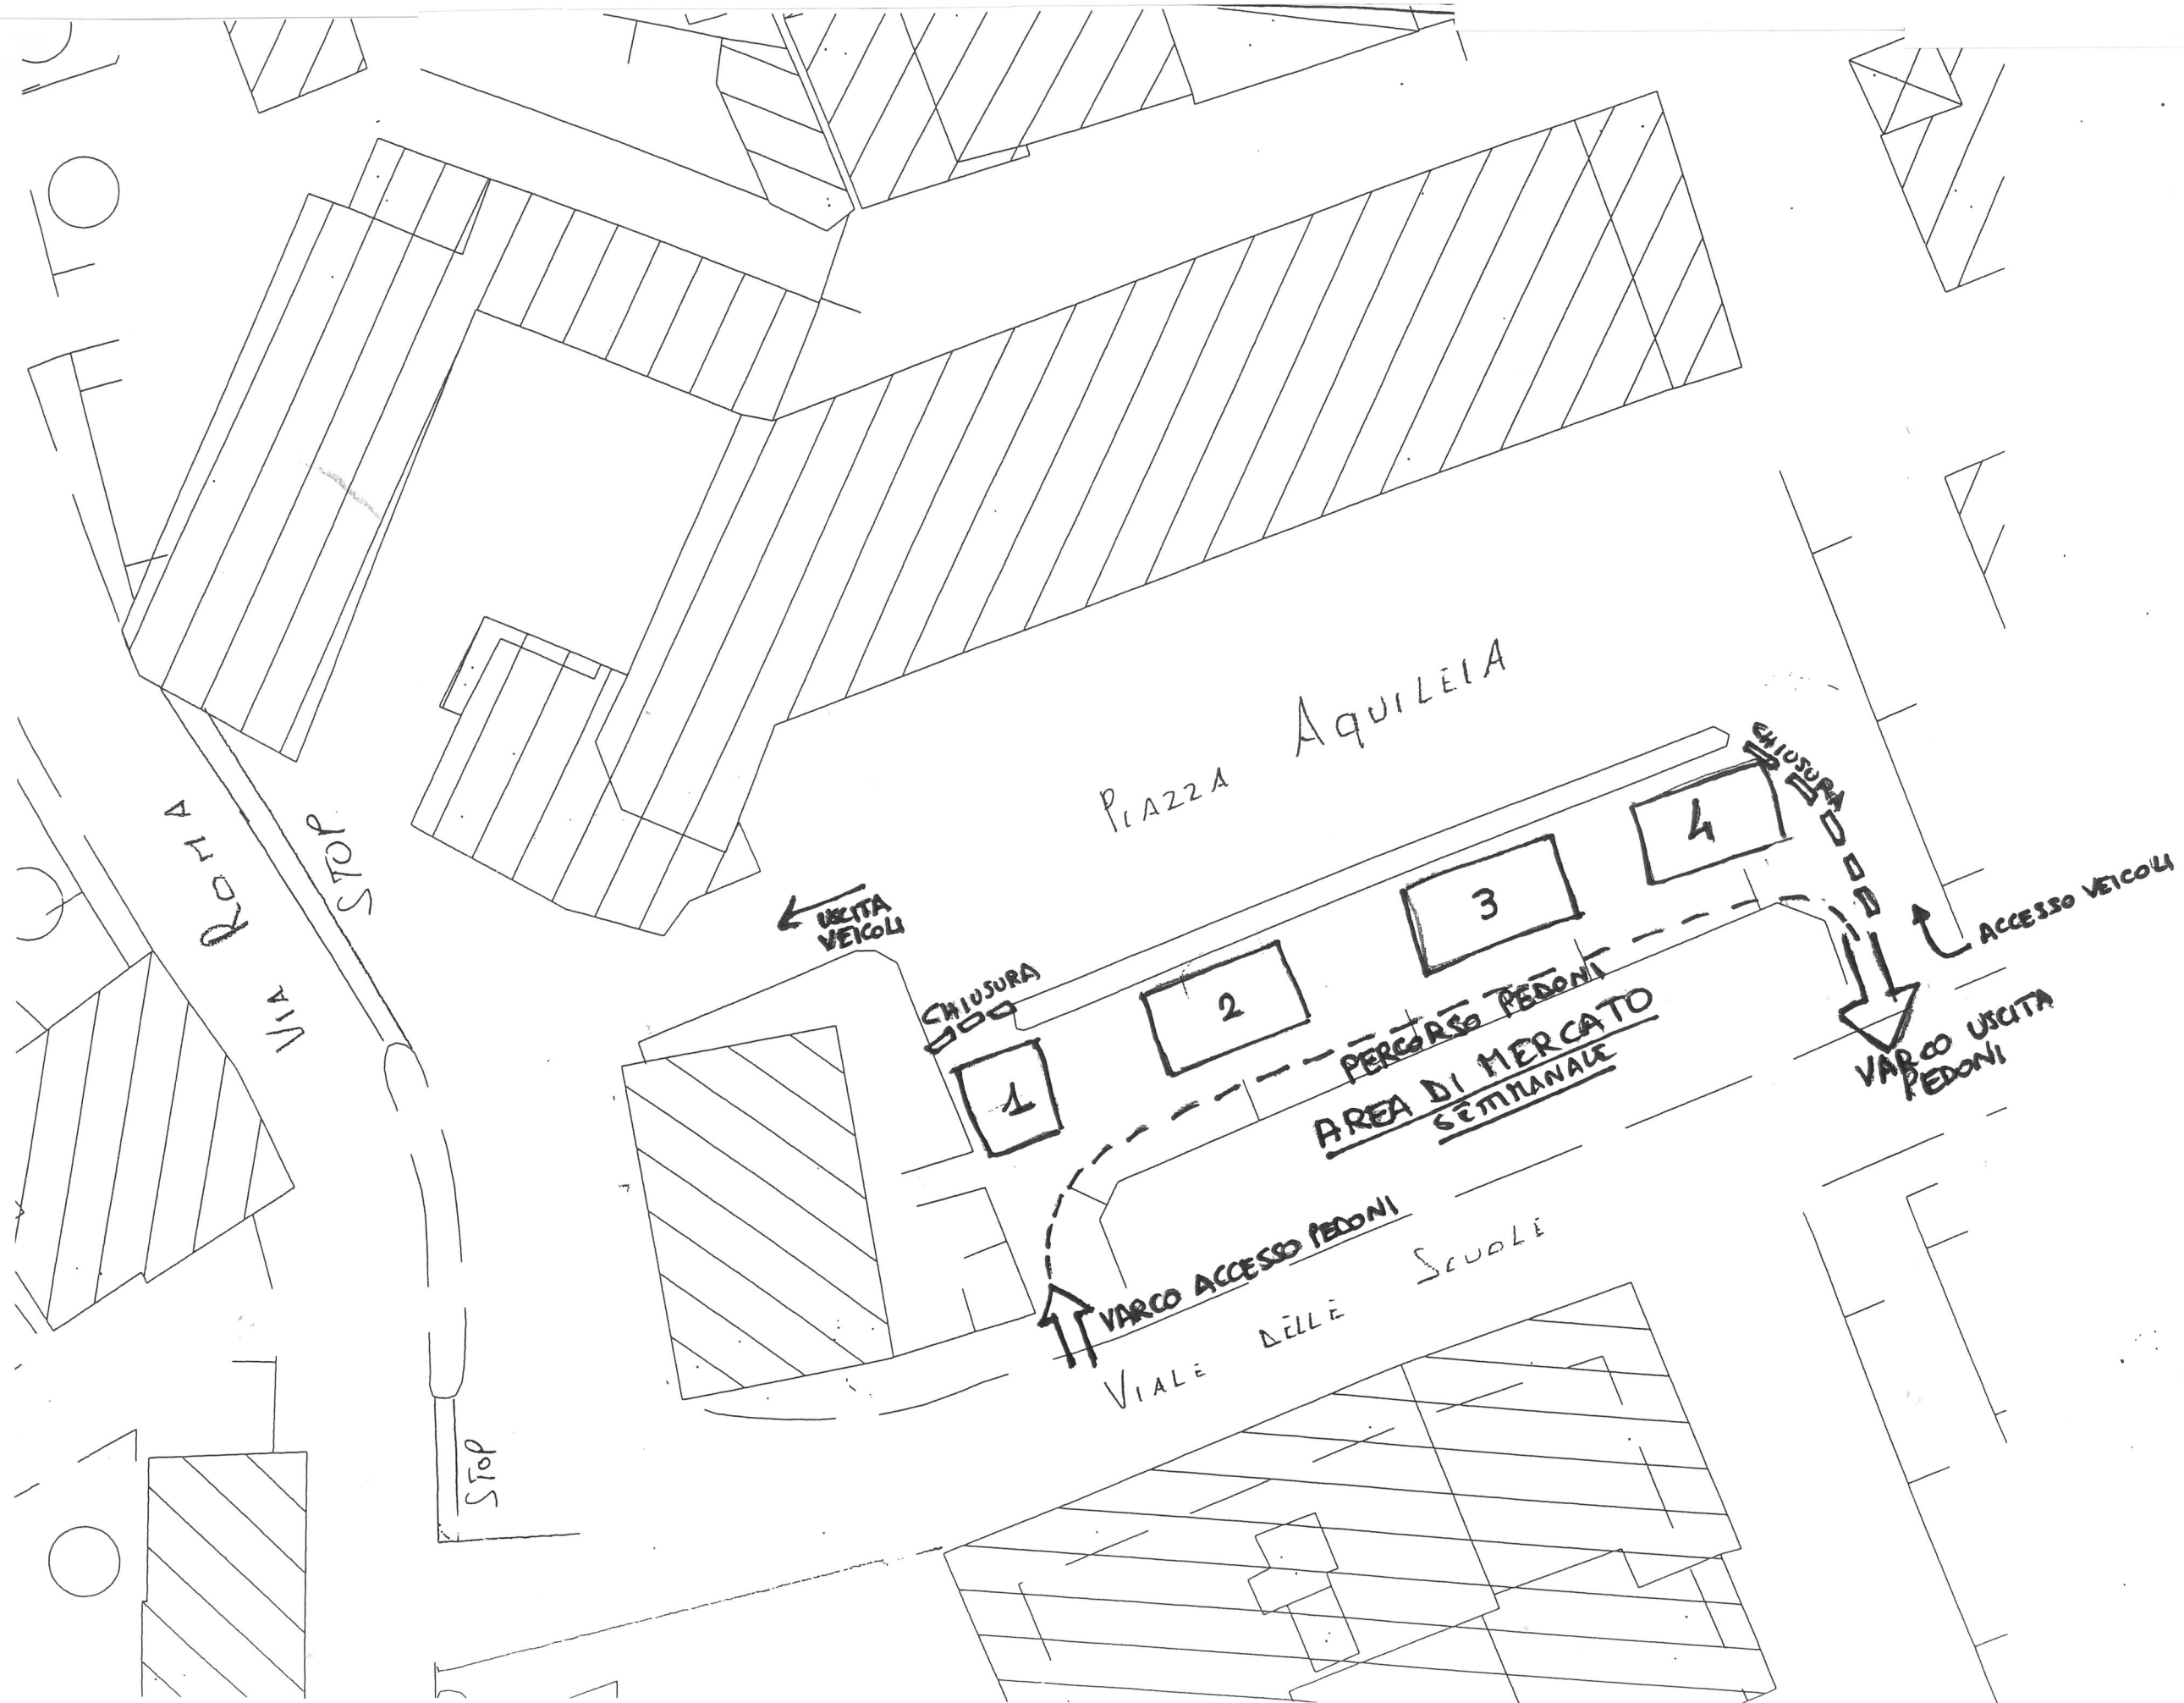 PIAZZA AQUILEIA
VIA ROMA
STOP
STOP
USCITA
VEICOLI
CHIUSURA
CHIUSURA
1
2
3
4
ACCESSO VEICOLI
PERCORSO PEDONI
AREA DI MERCATO
SEMMANALE
VARCO USCITA
PEDONI
VARCO ACCESSO PEDONI
VIALE DELLE SCUOLE